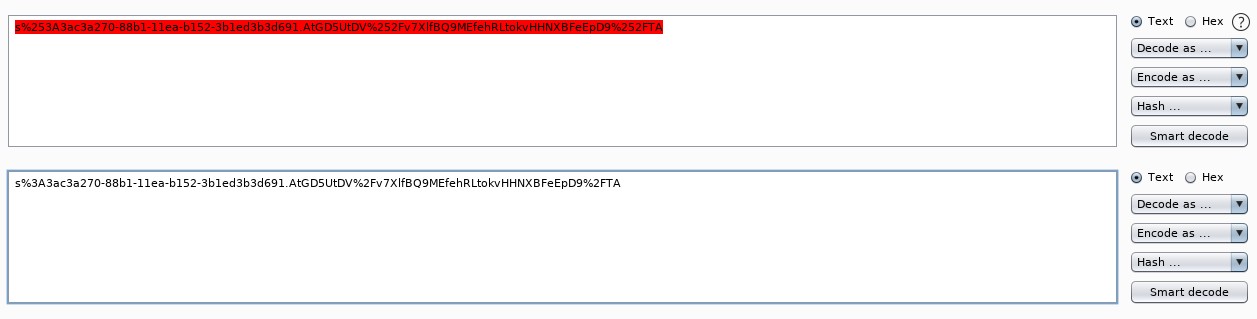 s%253A3ac3a270-88b1-11ea-b152-3b1ed3b3d691.AtGD5UtDV%252Fv7XlfBQ9MEfehRLtokvHHNXBFeEpD9%252FTA
Text Hex ?
Decode as ...
Encode as ...
Hash ...
Smart decode
s%3A3ac3a270-88b1-11ea-b152-3b1ed3b3d691.AtGD5UtDV%2Fv7XlfBQ9MEfehRLtokvHHNXBFeEpD9%2FTA
Text Hex
Decode as ...
Encode as ...
Hash ...
Smart decode